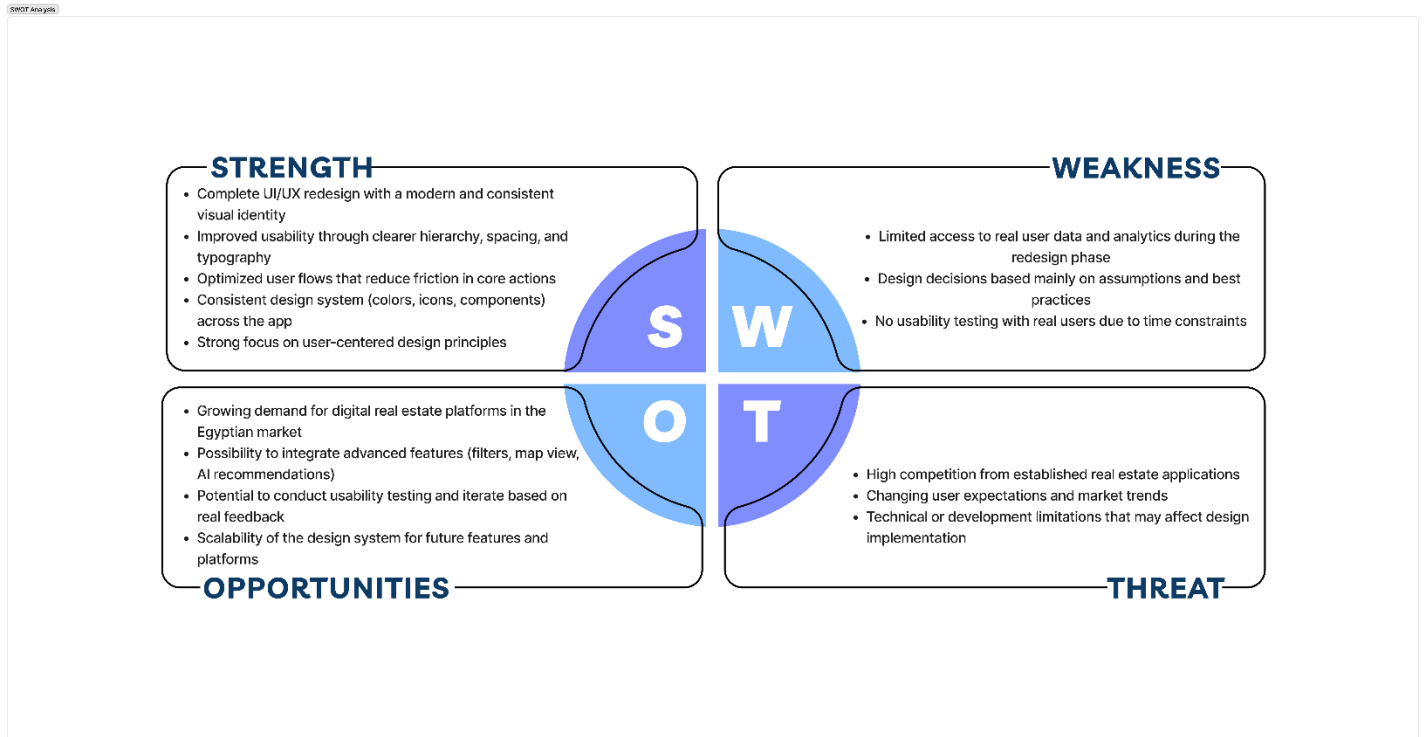 SWOT Analysis
STRENGTH
• Complete UI/UX redesign with a modern and consistent
visual identity
• Improved usability through clearer hierarchy, spacing, and
typography
• Optimized user flows that reduce friction in core actions
• Consistent design system (colors, icons, components)
across the app
• Strong focus on user-centered design principles
WEAKNESS
• Limited access to real user data and analytics during the
redesign phase
• Design decisions based mainly on assumptions and best
practices
• No usability testing with real users due to time constraints
S
W
O
T
• Growing demand for digital real estate platforms in the
Egyptian market
• Possibility to integrate advanced features (filters, map view,
AI recommendations)
• Potential to conduct usability testing and iterate based on
real feedback
• Scalability of the design system for future features and
platforms
OPPORTUNITIES
• High competition from established real estate applications
• Changing user expectations and market trends
• Technical or development limitations that may affect design
implementation
THREAT